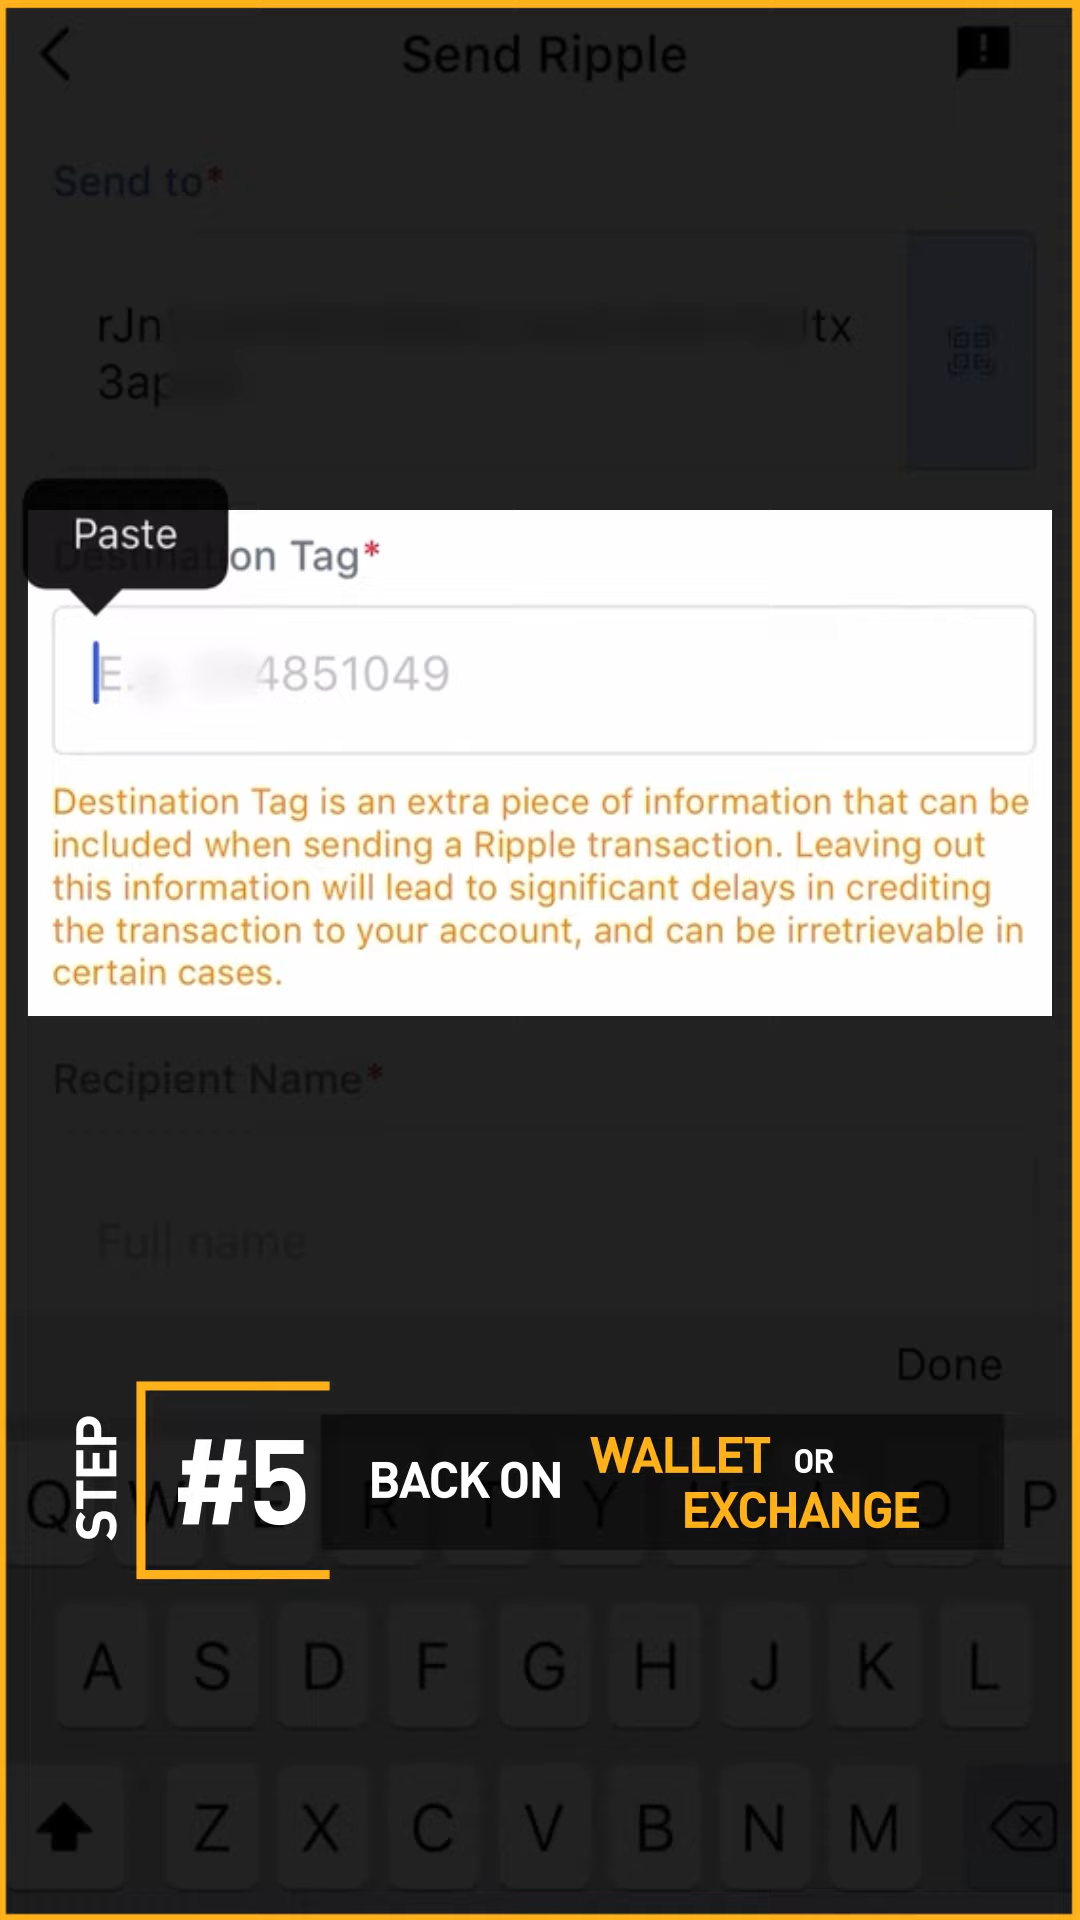 Send Ripple
Send to*
rJn tx
3ap
Paste
Destination Tag*
E.g. 4851049
Destination Tag is an extra piece of information that can be
included when sending a Ripple transaction. Leaving out
this information will lead to significant delays in crediting
the transaction to your account, and can be irretrievable in
certain cases.
Recipient Name*
Full name
Done
STEP
#5
BACK ON WALLET OR
EXCHANGE
Q W E R T Y O P
A S D F G H J K L
Z X C V B N M